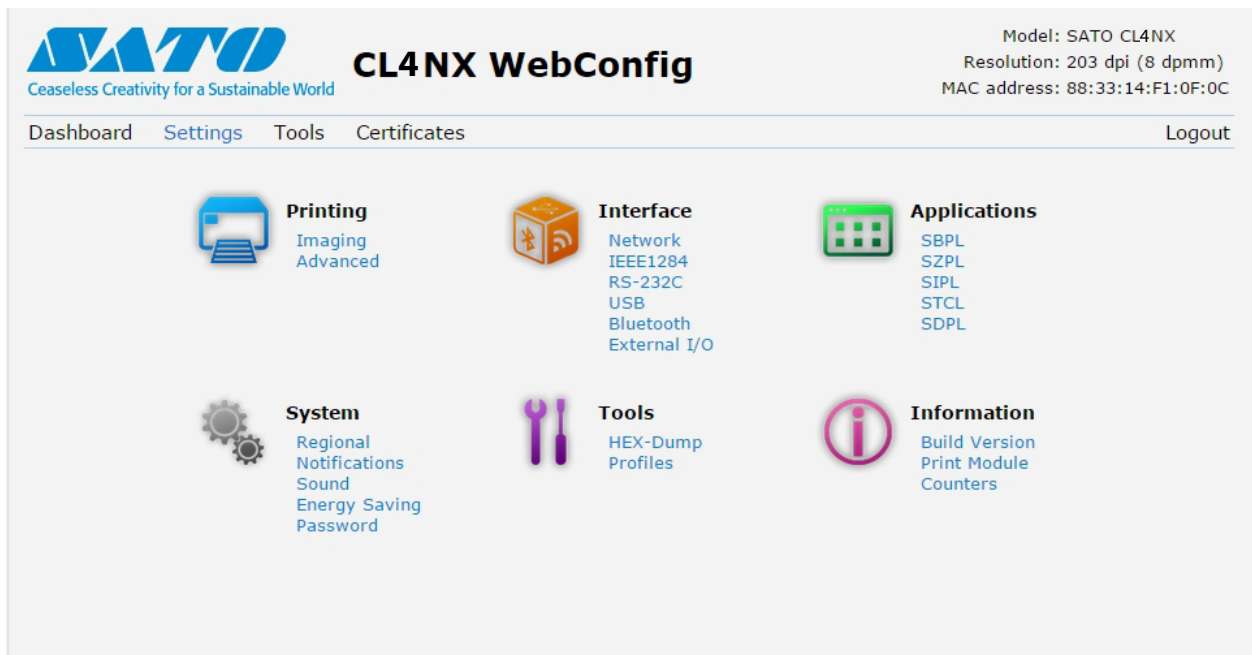 SATO
Ceaseless Creativity for a Sustainable World
CL4NX WebConfig
Model: SATO CL4NX
Resolution: 203 dpi (8 dpmm)
MAC address: 88:33:14:F1:0F:0C
Dashboard Settings Tools Certificates Logout
Printing
Imaging
Advanced
Interface
Network
IEEE1284
RS-232C
USB
Bluetooth
External I/O
Applications
SBPL
SZPL
SIPL
STCL
SDPL
System
Regional
Notifications
Sound
Energy Saving
Password
Tools
HEX-Dump
Profiles
Information
Build Version
Print Module
Counters